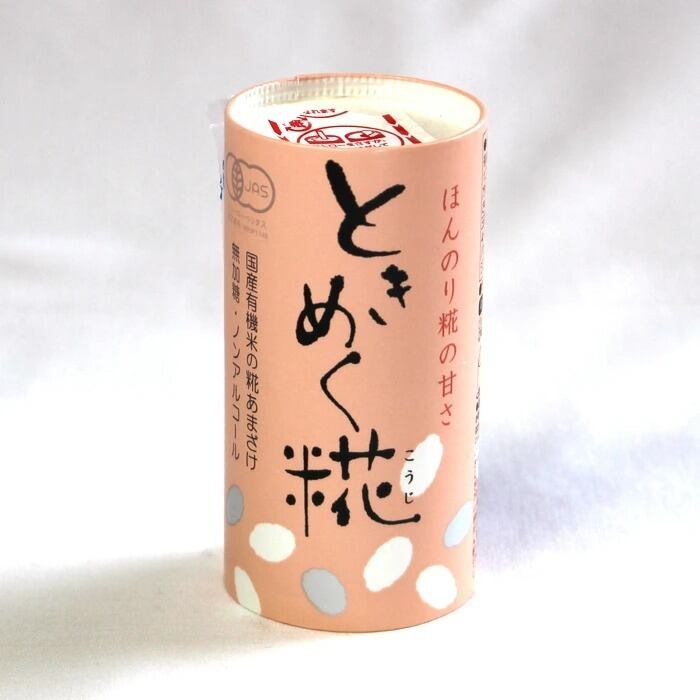 ほんのり糀の甘さ
ときめく糀
こうじ
国産有機米の糀あまざけ
無加糖・ノンアルコール
JAS